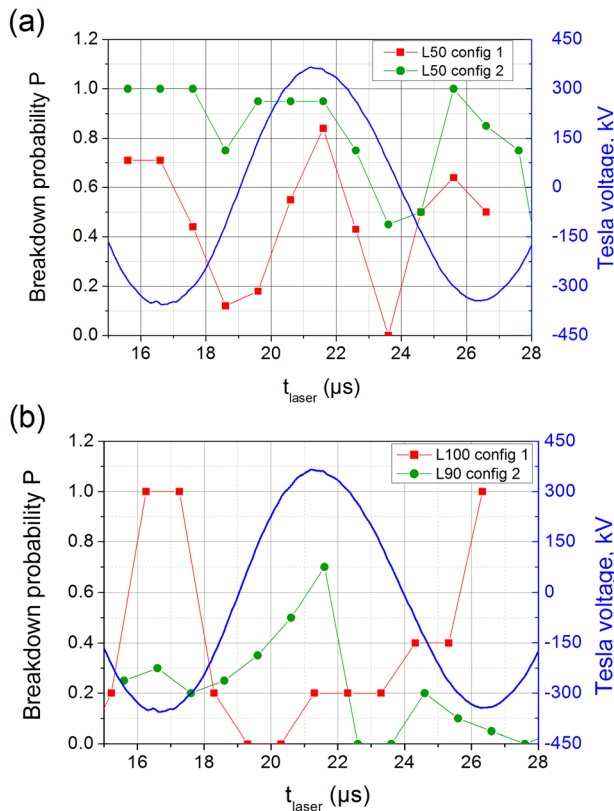 (a)
Breakdown probability P
1.2
1.0
0.8
0.6
0.4
0.2
0.0
L50 config 1
L50 config 2
450
300
150
0
-150
-300
-450
Tesla voltage, kV
16 18 20 22 24 26 28
t_laser (µs)
(b)
Breakdown probability P
1.2
1.0
0.8
0.6
0.4
0.2
0.0
L100 config 1
L90 config 2
450
300
150
0
-150
-300
-450
Tesla voltage, kV
16 18 20 22 24 26 28
t_laser (µs)